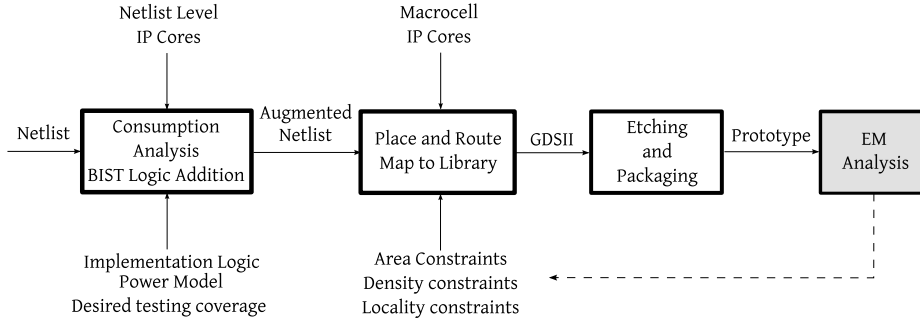 Netlist Level
IP Cores
Macrocell
IP Cores
Netlist
Consumption
Analysis
BIST Logic Addition
Augmented
Netlist
Place and Route
Map to Library
GDSII
Etching
and
Packaging
Prototype
EM
Analysis
Implementation Logic
Power Model
Desired testing coverage
Area Constraints
Density constraints
Locality constraints